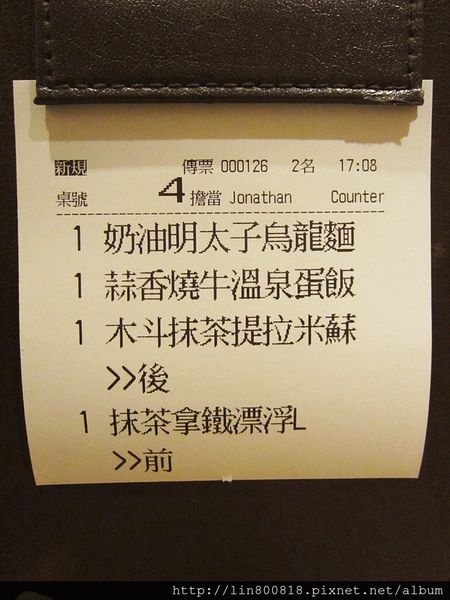 新規 傳票 000126 2名 17:08
桌號 4 擔當 Jonathan Counter
1 奶油明太子烏龍麵
1 蒜香燒牛溫泉蛋飯
1 木斗抹茶提拉米蘇
>>後
1 抹茶拿鐵漂浮L
>>前
http://lin800818.pixnet.net/album